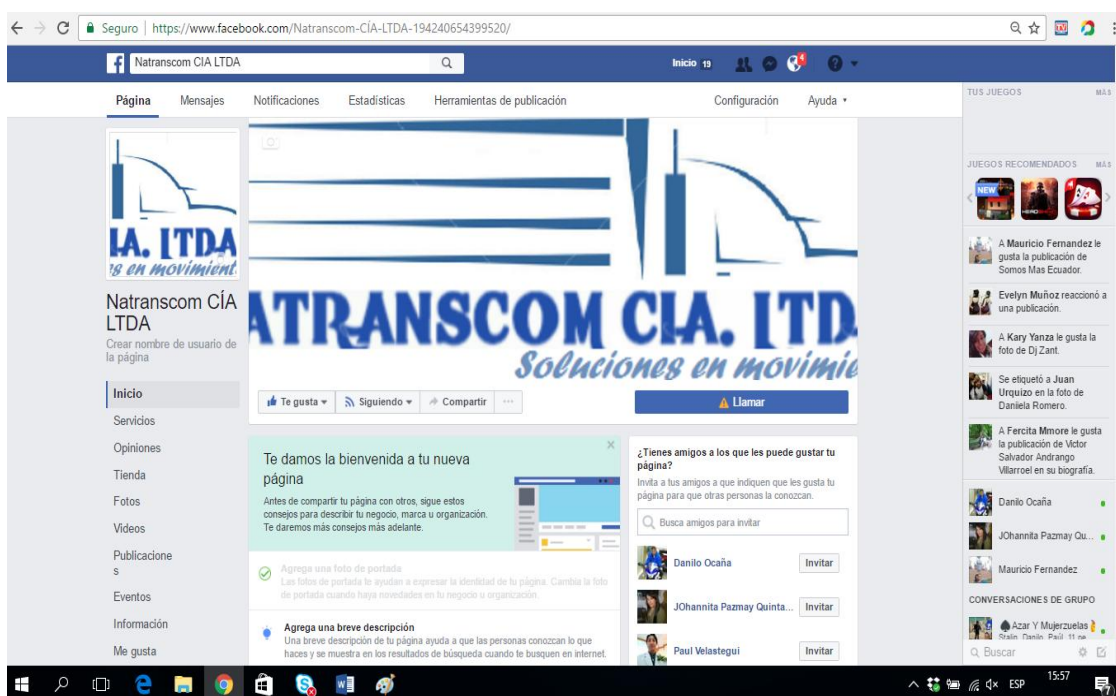 Seguro | https://www.facebook.com/Natranscom-CÍA-LTDA-194240654399520/
Natranscom CIA LTDA
Inicio 19
4
Página Mensajes Notificaciones Estadísticas Herramientas de publicación Configuración Ayuda
IA. LTDA
en movimient
Natranscom CÍA
LTDA
Crear nombre de usuario de
la página
Inicio
Servicios
Opiniones
Tienda
Fotos
Videos
Publicacione
s
Eventos
Información
Me gusta
ATRANSCOM CIA. LTD
Soluciones en movimie
Te gusta Siguiendo Compartir ...
Llamar
Te damos la bienvenida a tu nueva
página
Antes de compartir tu página con otros, sigue estos
consejos para describir tu negocio, marca u organización.
Te daremos más consejos más adelante.
Agrega una foto de portada
Las fotos de portada te ayudan a expresar la identidad de tu página. Cambia la foto
de portada cuando haya novedades en tu negocio u organización.
Agrega una breve descripción
Una breve descripción de tu página ayuda a que las personas conozcan lo que
haces y se muestra en los resultados de búsqueda cuando te busquen en internet.
¿Tienes amigos a los que les puede gustar tu
página?
Invita a tus amigos a que indiquen que les gusta tu
página para que otras personas la conozcan.
Busca amigos para invitar
Danilo Ocaña Invitar
JOhannita Pazmay Quinta... Invitar
Paul Velastegui Invitar
TUS JUEGOS MÁS
JUEGOS RECOMENDADOS MÁS
NEW
A Mauricio Fernandez le
gusta la publicación de
Somos Mas Ecuador.
Evelyn Muñoz reaccionó a
una publicación.
A Kary Yanza le gusta la
foto de Dj Zant.
Se etiquetó a Juan
Urquizo en la foto de
Daniela Romero.
A Fercita Mmore le gusta
la publicación de Victor
Salvador Andrango
Villarroel en su biografía.
Danilo Ocaña
JOhannita Pazmay Qu...
Mauricio Fernandez
CONVERSACIONES DE GRUPO
Azar Y Mujerzuelas
Stalin, Danilo, Paúl, 11 pe
Buscar
ESP 15:57